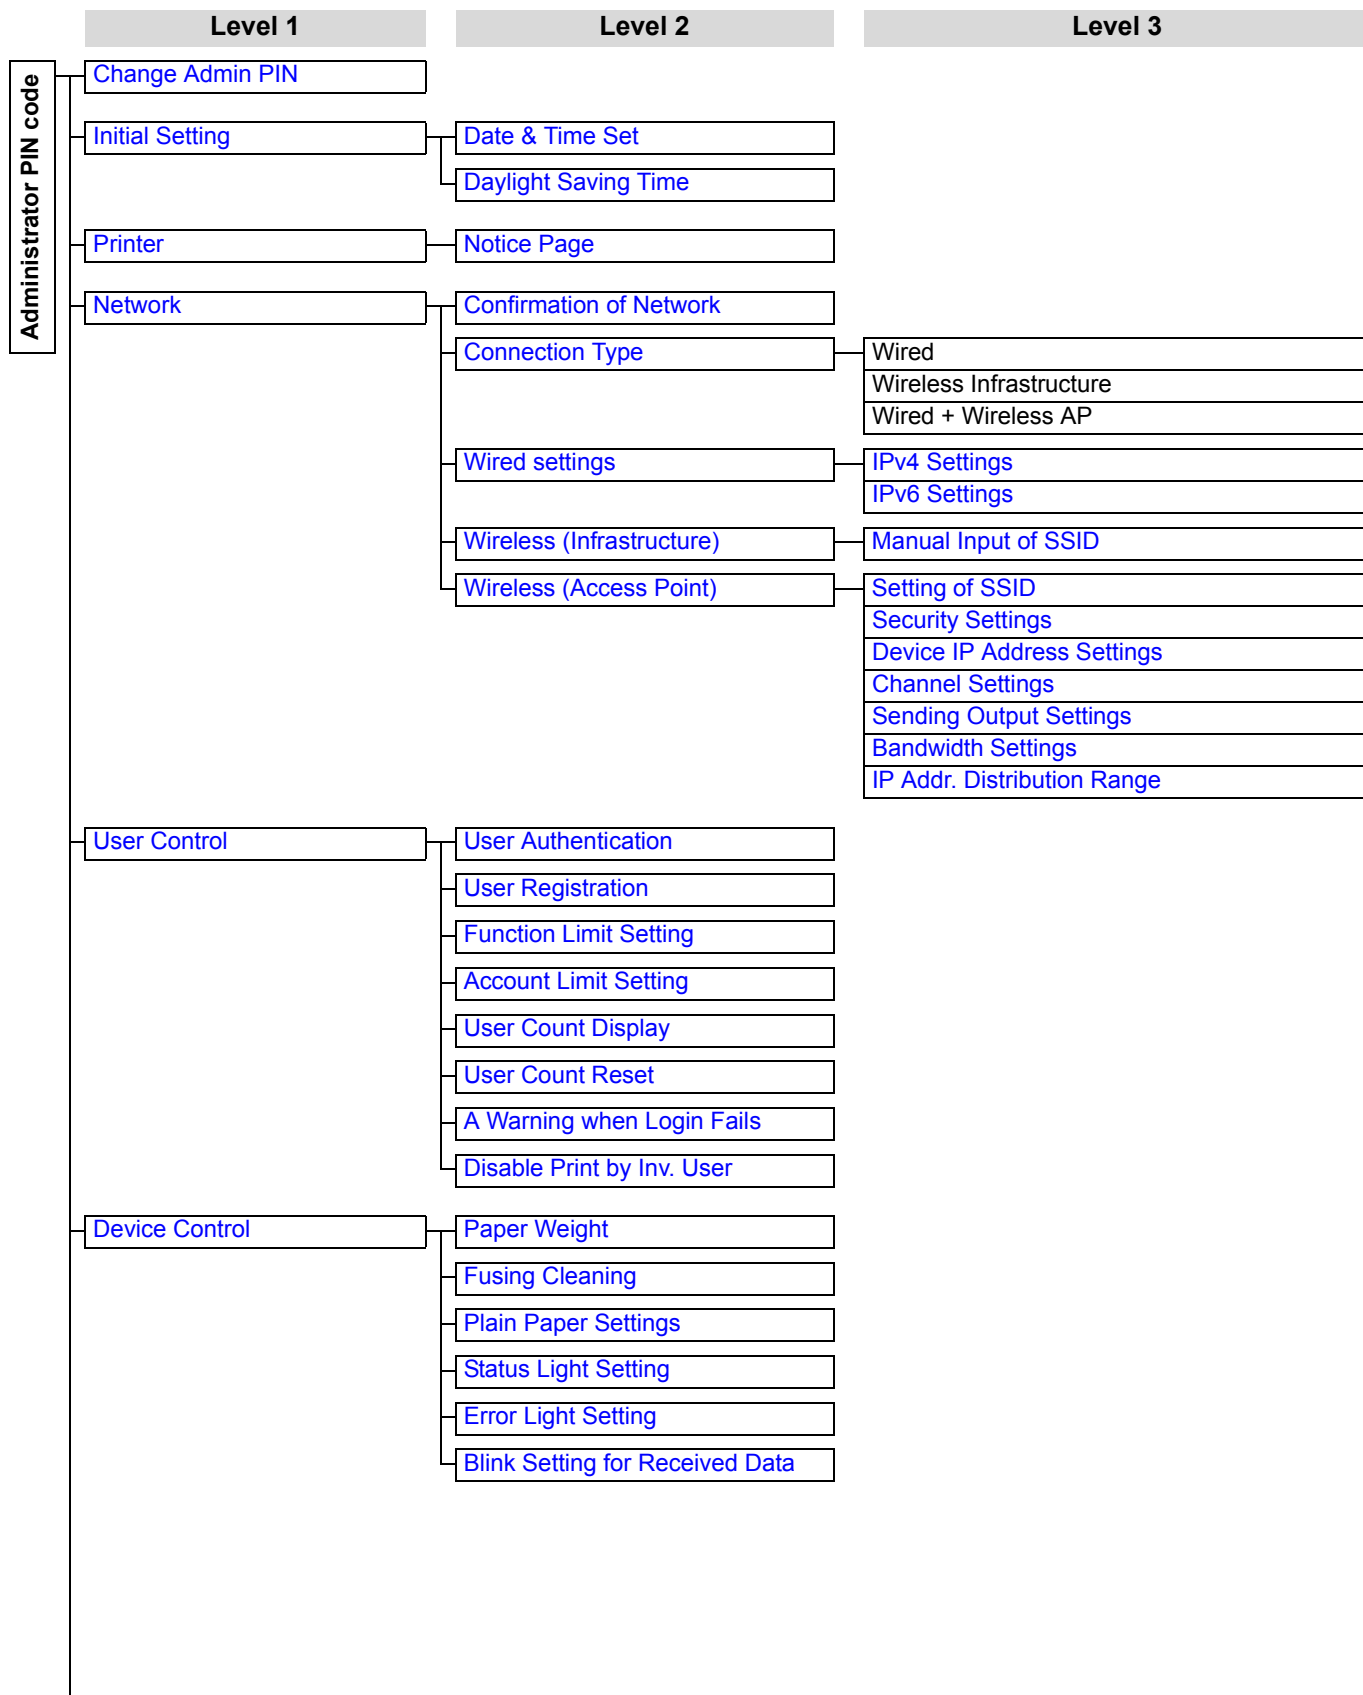 Level 1
Level 2
Level 3
Administrator PIN code
Change Admin PIN
Initial Setting
Date & Time Set
Daylight Saving Time
Printer
Notice Page
Network
Confirmation of Network
Connection Type
Wired
Wireless Infrastructure
Wired + Wireless AP
Wired settings
IPv4 Settings
IPv6 Settings
Wireless (Infrastructure)
Manual Input of SSID
Wireless (Access Point)
Setting of SSID
Security Settings
Device IP Address Settings
Channel Settings
Sending Output Settings
Bandwidth Settings
IP Addr. Distribution Range
User Control
User Authentication
User Registration
Function Limit Setting
Account Limit Setting
User Count Display
User Count Reset
A Warning when Login Fails
Disable Print by Inv. User
Device Control
Paper Weight
Fusing Cleaning
Plain Paper Settings
Status Light Setting
Error Light Setting
Blink Setting for Received Data